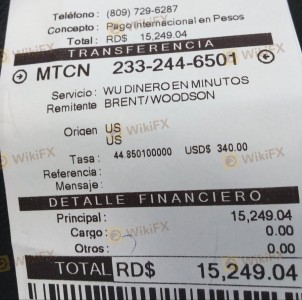 Teléfono : (809) 729-6287
Concepto : Pago Internacional en Pesos
Total : RD$ 15,249.04
TRANSFERENCIA
MTCN 233-244-6501
Servicio : WU DINERO EN MINUTOS
Remitente BRENT/ WOODSON
Origen US
US
Tasa : 44.850100000 USD$ 340.00
Referencia :
Mensaje :
DETALLE FINANCIERO
Principal : 15,249.04
Cargo : 0.00
Otros : 0.00
TOTAL RD$ 15,249.04
WikiFX